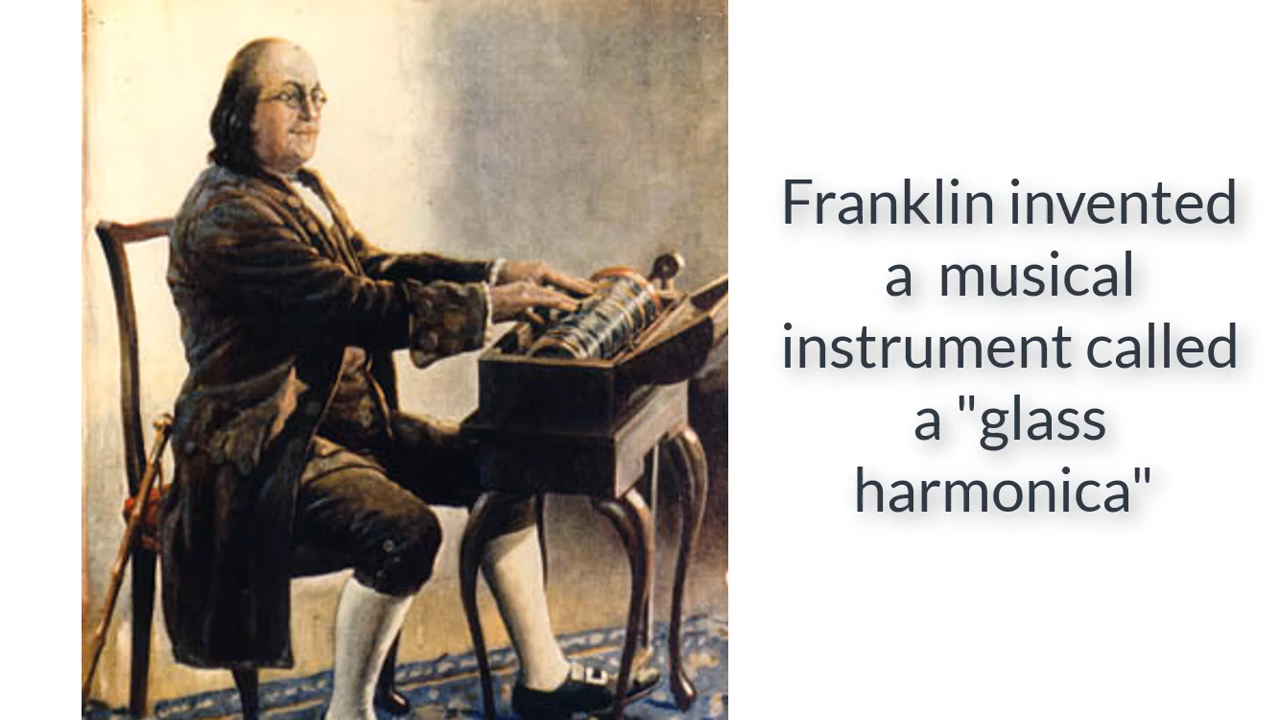 Franklin invented
a  musical
instrument called
a "glass
harmonica"